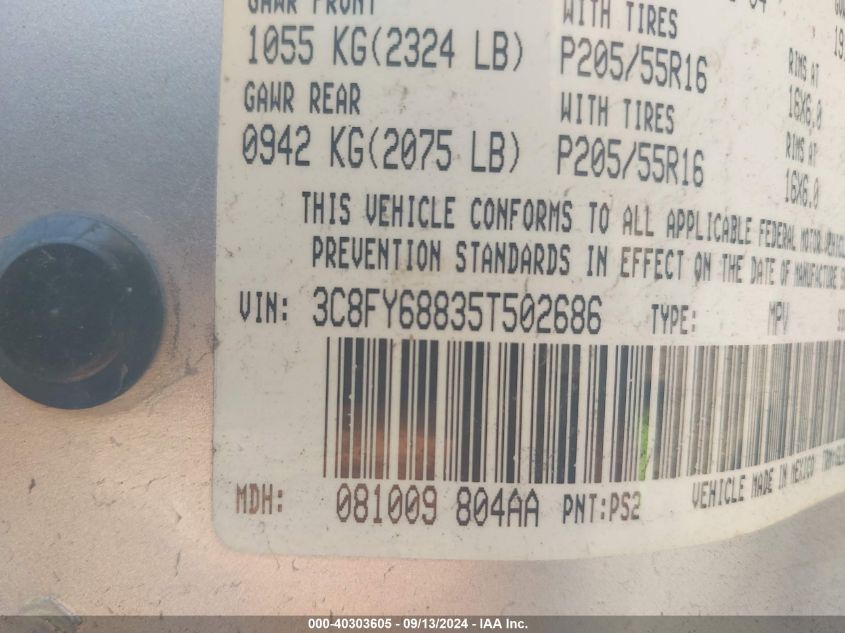 GAWR FRONT WITH TIRES
1055 KG(2324 LB) P205/55R16 RIMS AT
16X6.0
GAWR REAR WITH TIRES
0942 KG(2075 LB) P205/55R16 RIMS AT
16X6.0
THIS VEHICLE CONFORMS TO ALL APPLICABLE FEDERAL MOTOR
PREVENTION STANDARDS IN EFFECT ON THE DATE OF MANUFACTURE
VIN: 3C8FY68835T502686 TYPE: MPV
VEHICLE MADE IN MEXICO
MDH: 081009 804AA PNT:PS2
000-40303605 - 09/13/2024 - IAA Inc.